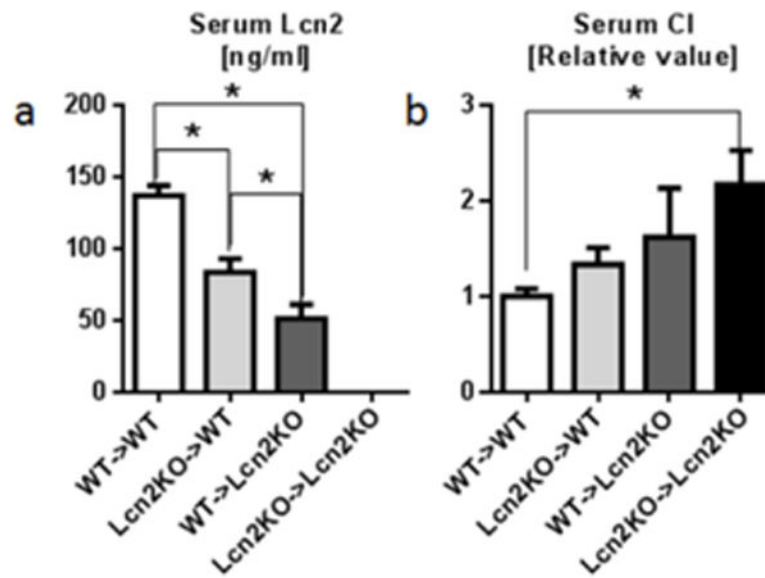 a
Serum Lcn2
[ng/ml]
200
150
100
50
0
*
*
*
WT->WT
Lcn2KO->WT
WT->Lcn2KO
Lcn2KO->Lcn2KO
b
Serum CI
[Relative value]
3
2
1
0
*
WT->WT
Lcn2KO->WT
WT->Lcn2KO
Lcn2KO->Lcn2KO